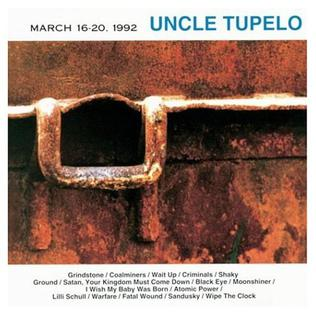 MARCH 16-20, 1992 UNCLE TUPELO
Grindstone / Coalminers / Wait Up / Criminals / Shaky
Ground / Satan, Your Kingdom Must Come Down / Black Eye / Moonshiner /
I Wish My Baby Was Born / Atomic Power /
Lilli Schull / Warfare / Fatal Wound / Sandusky / Wipe The Clock